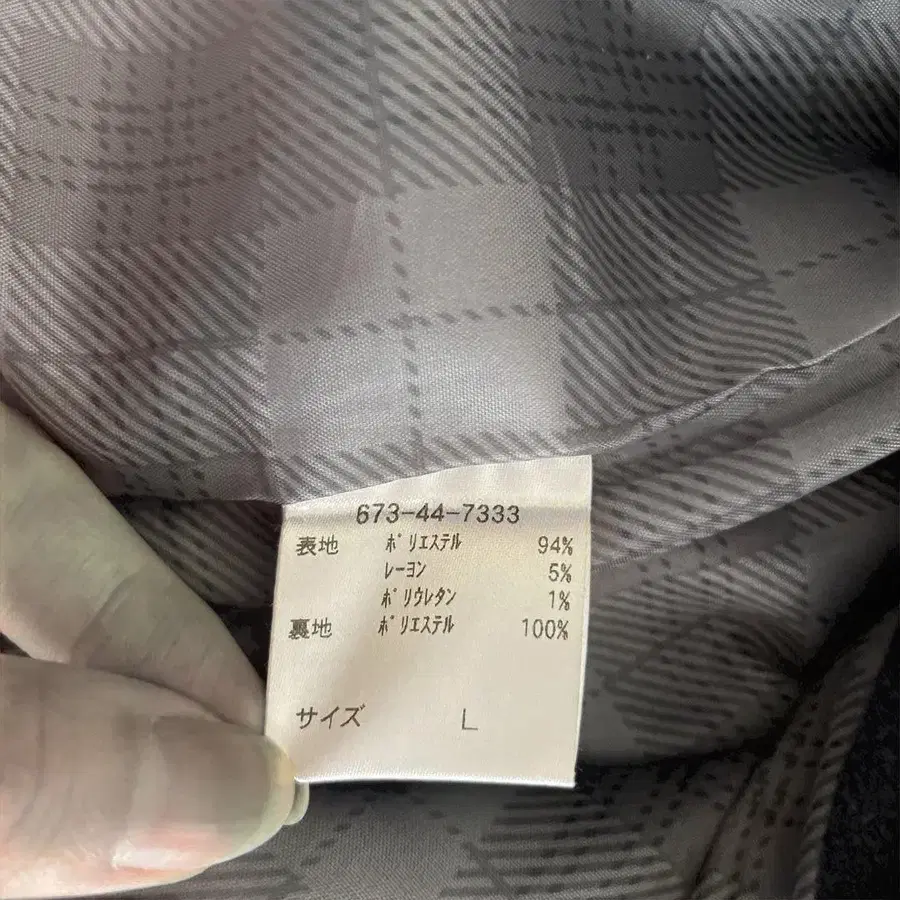 673-44-7333
表地 ポリエステル 94%
レーヨン 5%
ポリウレタン 1%
裏地 ポリエステル 100%
サイズ L